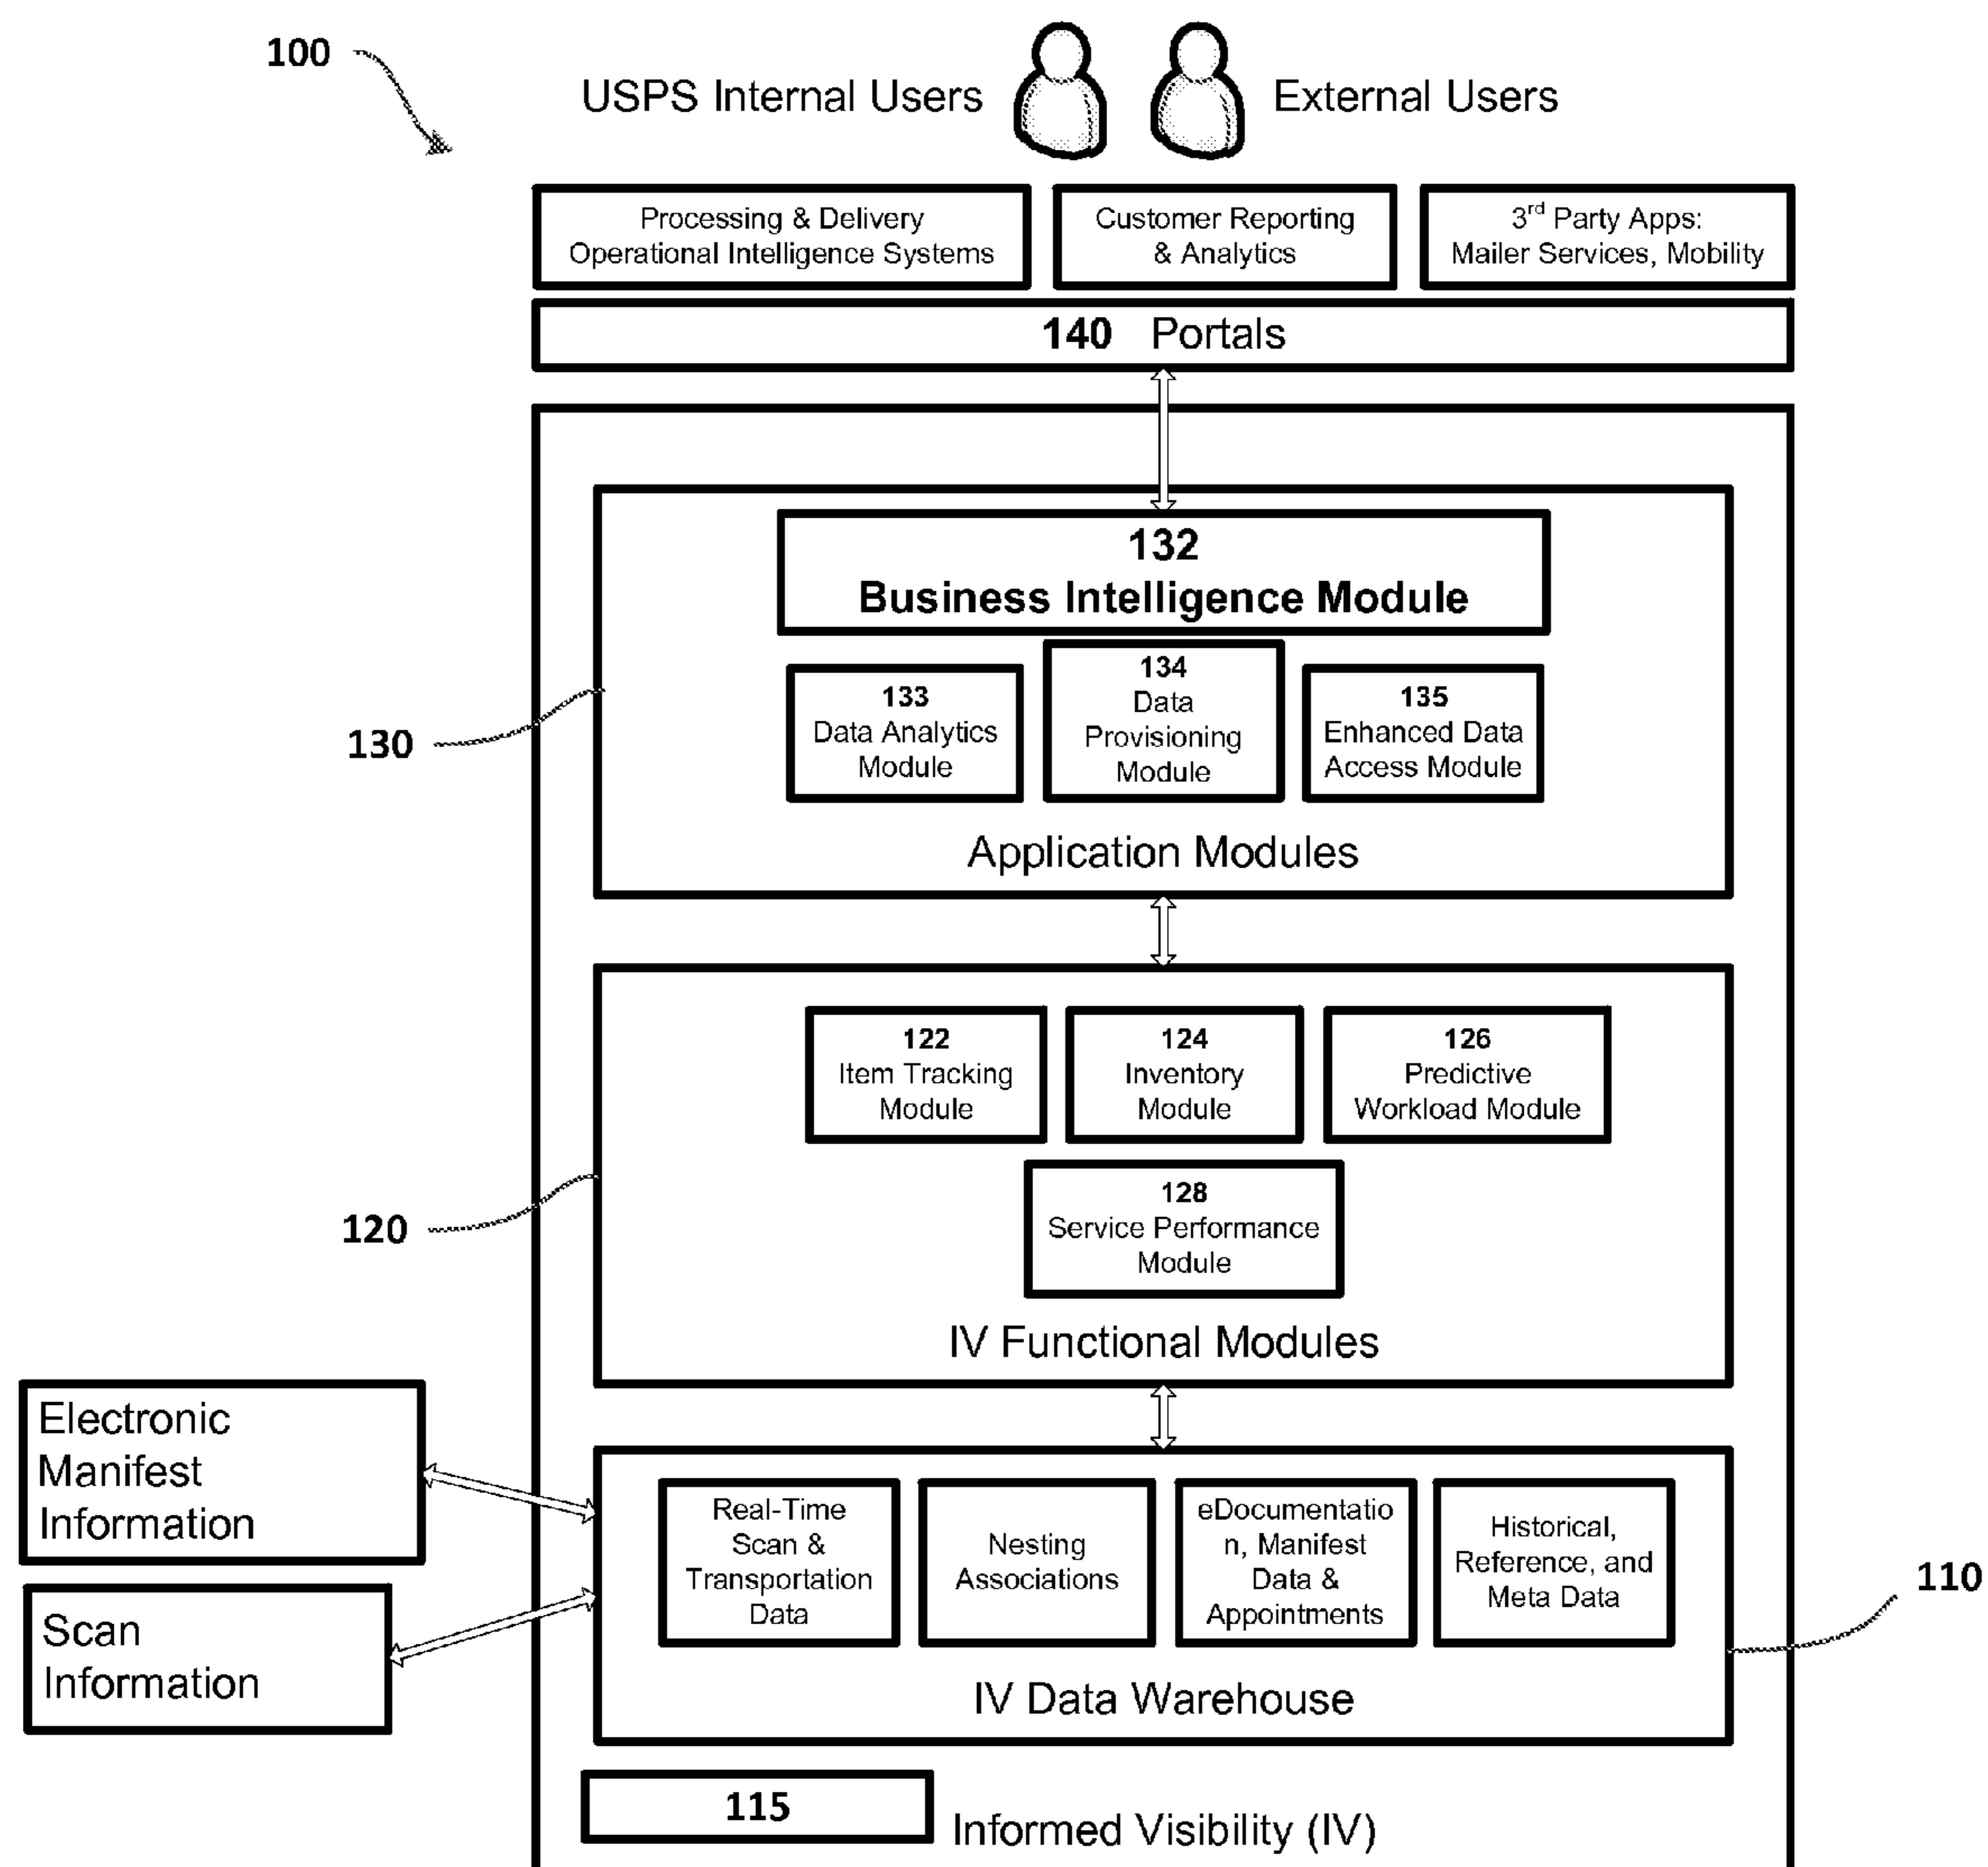 100
USPS Internal Users
External Users
Processing & Delivery
Operational Intelligence Systems
Customer Reporting
& Analytics
3rd Party Apps:
Mailer Services, Mobility
140 Portals
132
Business Intelligence Module
133
Data Analytics
Module
134
Data
Provisioning
Module
135
Enhanced Data
Access Module
130
Application Modules
122
Item Tracking
Module
124
Inventory
Module
126
Predictive
Workload Module
128
Service Performance
Module
120
IV Functional Modules
Electronic
Manifest
Information
Scan
Information
Real-Time
Scan &
Transportation
Data
Nesting
Associations
eDocumentatio
n, Manifest
Data &
Appointments
Historical,
Reference, and
Meta Data
110
IV Data Warehouse
115
Informed Visibility (IV)